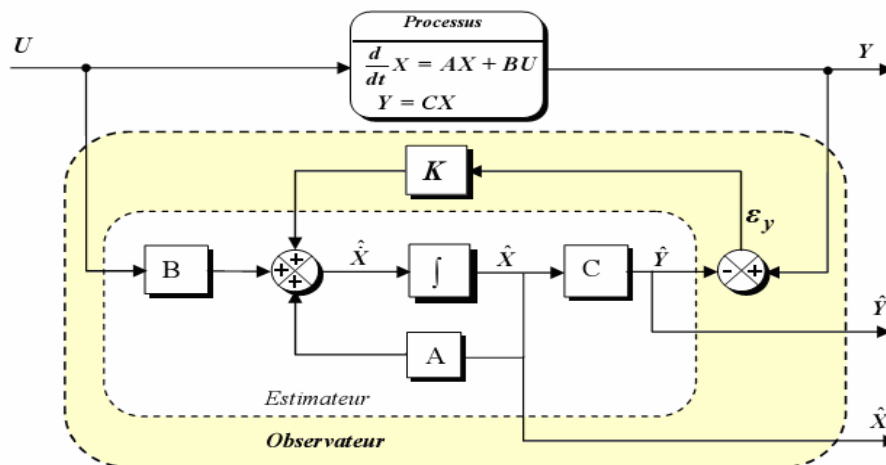 Processus
U
d/dt X = AX + BU
Y
Y = CX
K
ε_y
B
+
+
+
X̂̇
∫
X̂
C
Ŷ
-
+
Ŷ
A
Estimateur
X̂
Observateur